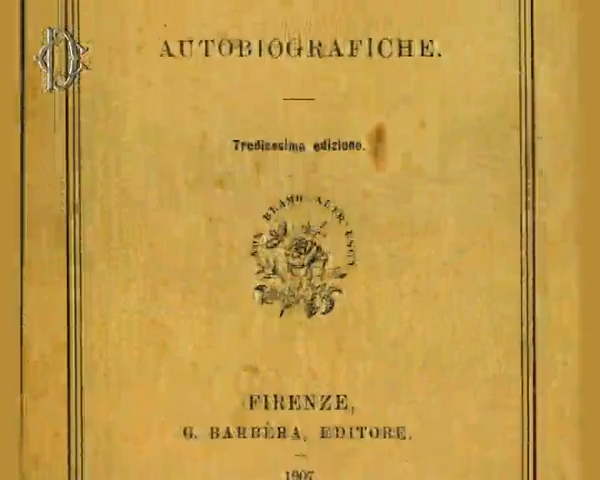 AUTOBIOGRAFICHE.
Tredicesima edizione.
FIRENZE,
G. BARBÈRA, EDITORE.
1907